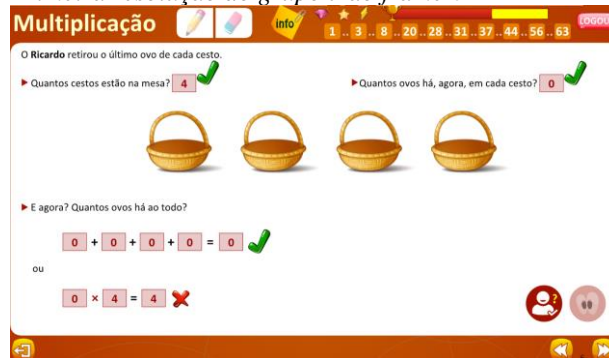 Multiplicação info 1 .. 3 .. 8 .. 20 .. 28 .. 31 .. 37 .. 44 .. 56 .. 63 LOGOU
O Ricardo retirou o último ovo de cada cesto.
Quantos cestos estão na mesa? 4
Quantos ovos há, agora, em cada cesto? 0
E agora? Quantos ovos há ao todo?
0 + 0 + 0 + 0 = 0
ou
0 × 4 = 4